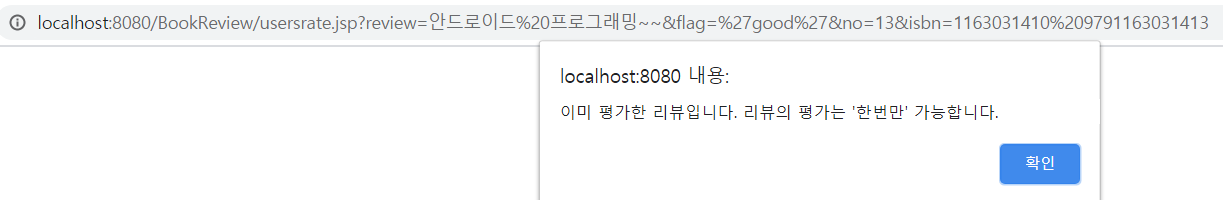 localhost:8080/BookReview/usersrate.jsp?review=안드로이드%20프로그래밍~~&flag=%27good%27&no=13&isbn=1163031410%209791163031413
localhost:8080 내용:
이미 평가한 리뷰입니다. 리뷰의 평가는 '한번만' 가능합니다.
확인